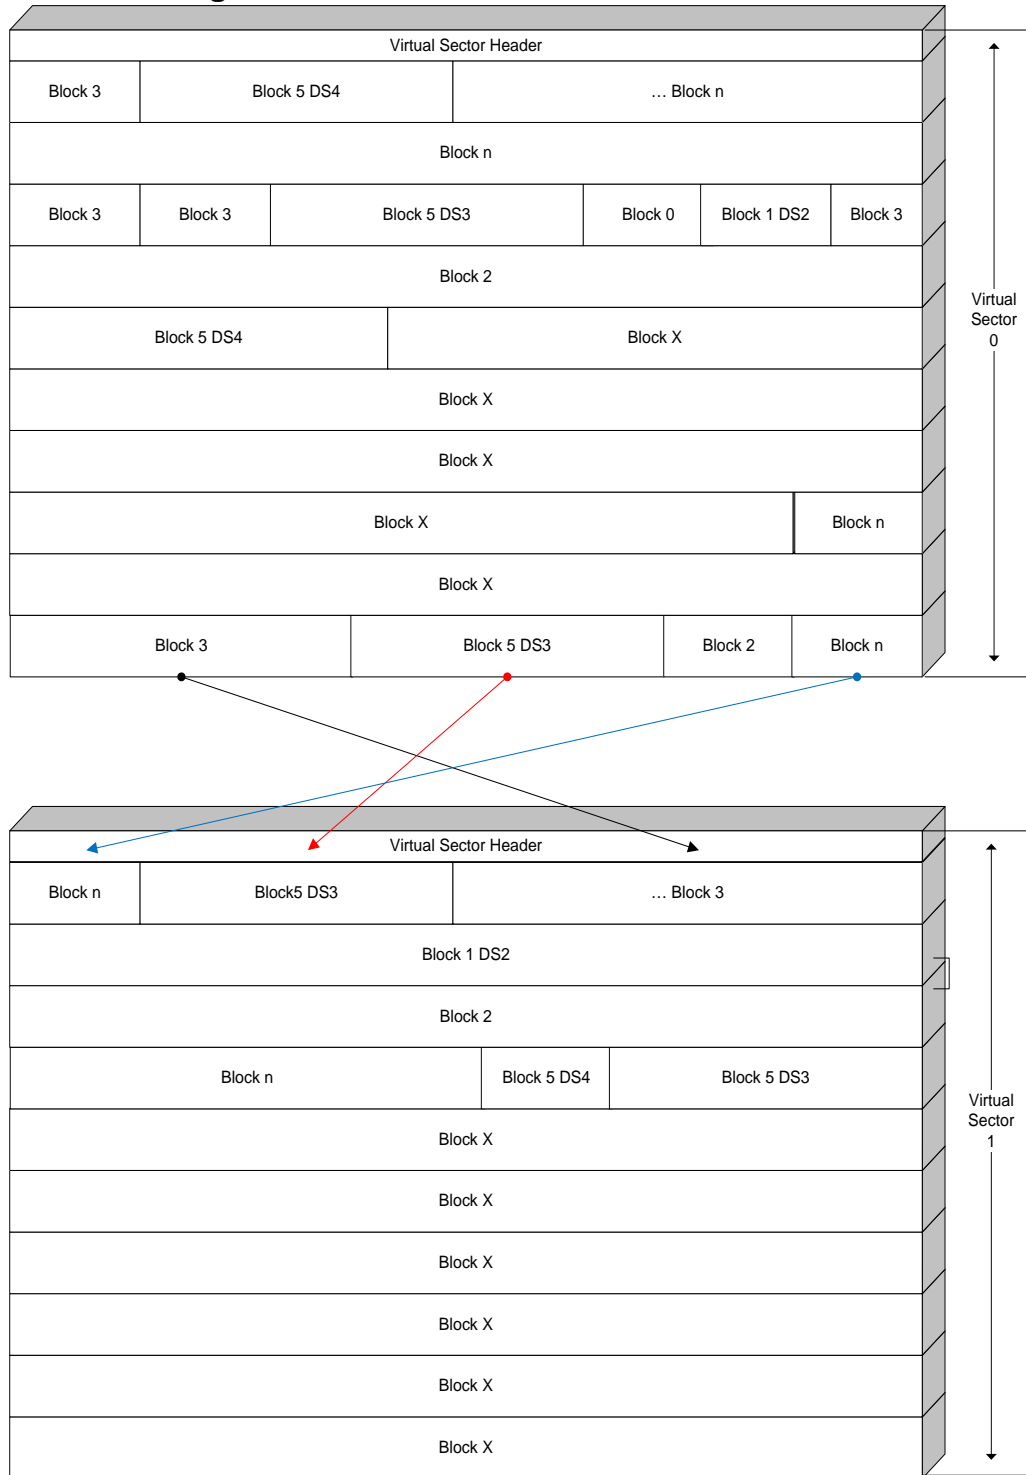 Virtual Sector Header
Block 3 Block 5 DS4 ... Block n
Block n
Block 3 Block 3 Block 5 DS3 Block 0 Block 1 DS2 Block 3
Block 2
Block 5 DS4 Block X
Block X
Block X
Block X Block n
Block X
Block 3 Block 5 DS3 Block 2 Block n
Virtual
Sector
0
Virtual Sector Header
Block n Block5 DS3 ... Block 3
Block 1 DS2
Block 2
Block n Block 5 DS4 Block 5 DS3
Block X
Block X
Block X
Block X
Block X
Block X
Virtual
Sector
1